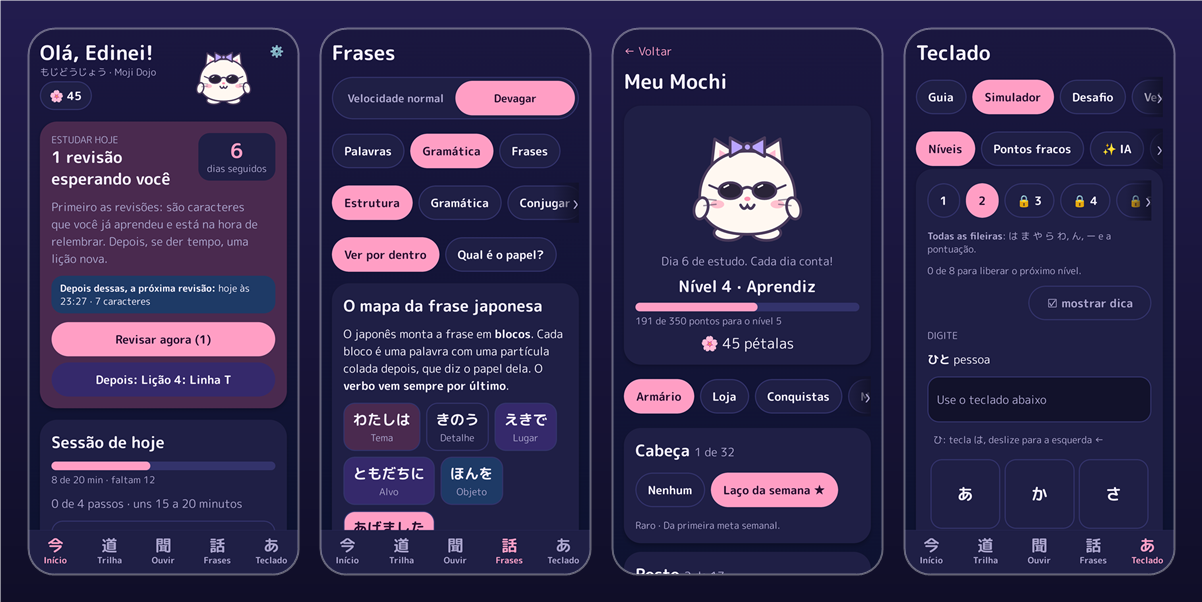 Olá, Edinei!
もじどうじょう · Moji Dojo
🌸 45
ESTUDAR HOJE
1 revisão
esperando você
6
dias seguidos
Primeiro as revisões: são caracteres
que você já aprendeu e está na hora de
relembrar. Depois, se der tempo, uma
lição nova.
Depois dessas, a próxima revisão: hoje às
23:27 · 7 caracteres
Revisar agora (1)
Depois: Lição 4: Linha T
Sessão de hoje
8 de 20 min · faltam 12
0 de 4 passos · uns 15 a 20 minutos
今 道 聞 話 あ
Início Trilha Ouvir Frases Teclado
Frases
Velocidade normal Devagar
Palavras Gramática Frases
Estrutura Gramática Conjugar ›
Ver por dentro Qual é o papel?
O mapa da frase japonesa
O japonês monta a frase em blocos. Cada
bloco é uma palavra com uma partícula
colada depois, que diz o papel dela. O
verbo vem sempre por último.
わたしは きのう えきで
Tema Detalhe Lugar
ともだちに ほんを
Alvo Objeto
あげました
今 道 聞 話 あ
Início Trilha Ouvir Frases Teclado
← Voltar
Meu Mochi
Dia 6 de estudo. Cada dia conta!
Nível 4 · Aprendiz
191 de 350 pontos para o nível 5
🌸 45 pétalas
Armário Loja Conquistas ›
Cabeça 1 de 32
Nenhum Laço da semana ★
Raro · Da primeira meta semanal.
今 道 聞 話 あ
Início Trilha Ouvir Frases Teclado
Teclado
Guia Simulador Desafio Ve›
Níveis Pontos fracos ✨ IA ›
1 2 🔒 3 🔒 4 🔒 ›
Todas as fileiras: は ま や ら わ, ん, ー e a
pontuação.
0 de 8 para liberar o próximo nível.
☑ mostrar dica
DIGITE
ひと pessoa
Use o teclado abaixo
ひ: tecla は, deslize para a esquerda ←
あ か さ
今 道 聞 話 あ
Início Trilha Ouvir Frases Teclado